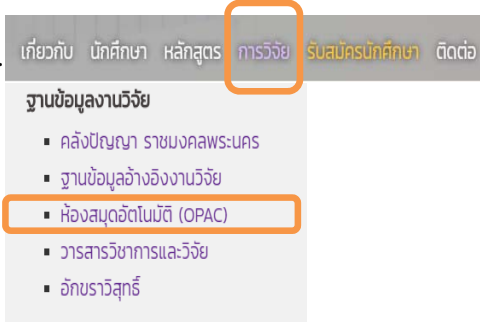 เกี่ยวกับ นักศึกษา หลักสูตร การวิจัย รับสมัครนักศึกษา ติดต่อ
ฐานข้อมูลงานวิจัย
▪ คลังปัญญา ราชมงคลพระนคร
▪ ฐานข้อมูลอ้างอิงงานวิจัย
▪ ห้องสมุดอัตโนมัติ (OPAC)
▪ วารสารวิชาการและวิจัย
▪ อักขราวิสุทธิ์